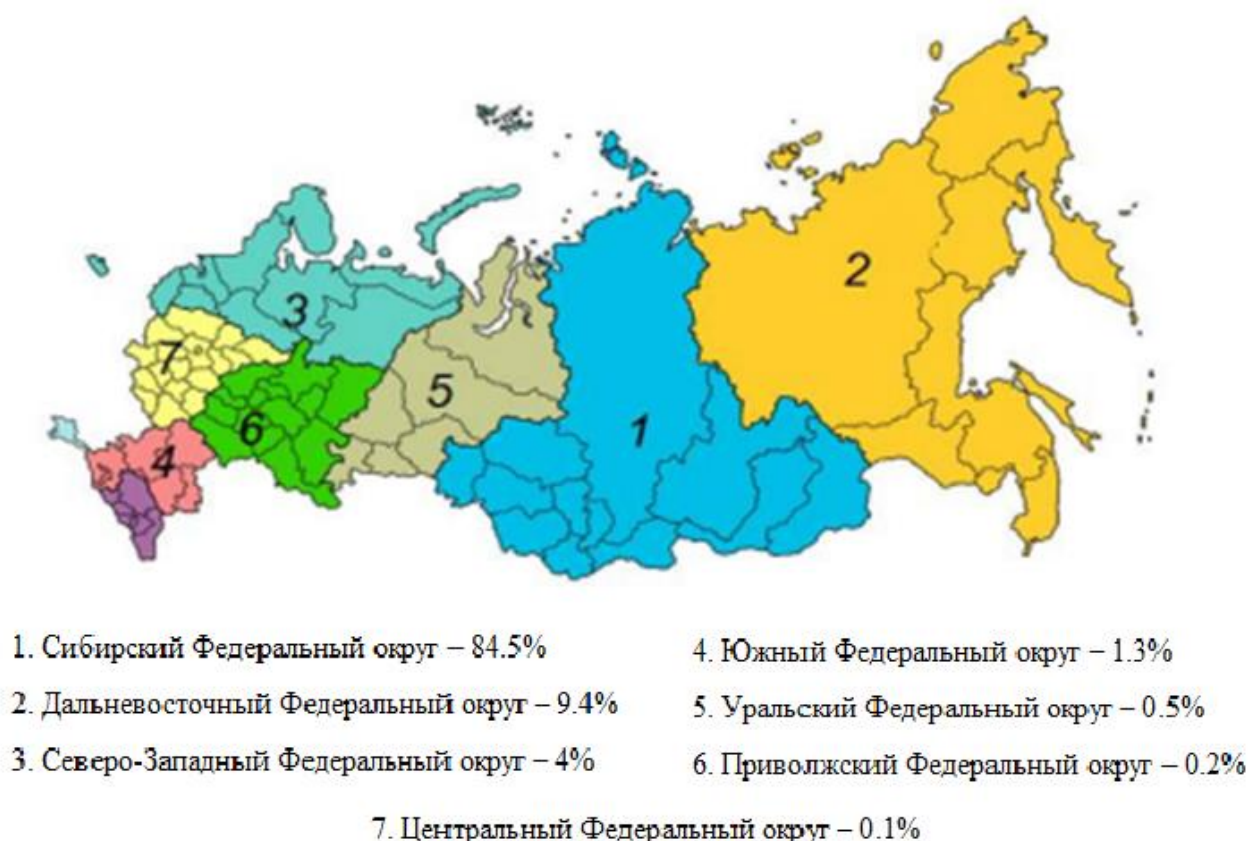 2
3
7
5
1
6
4
1. Сибирский Федеральный округ – 84.5%
2. Дальневосточный Федеральный округ – 9.4%
3. Северо-Западный Федеральный округ – 4%
4. Южный Федеральный округ – 1.3%
5. Уральский Федеральный округ – 0.5%
6. Приволжский Федеральный округ – 0.2%
7. Центральный Федеральный округ – 0.1%